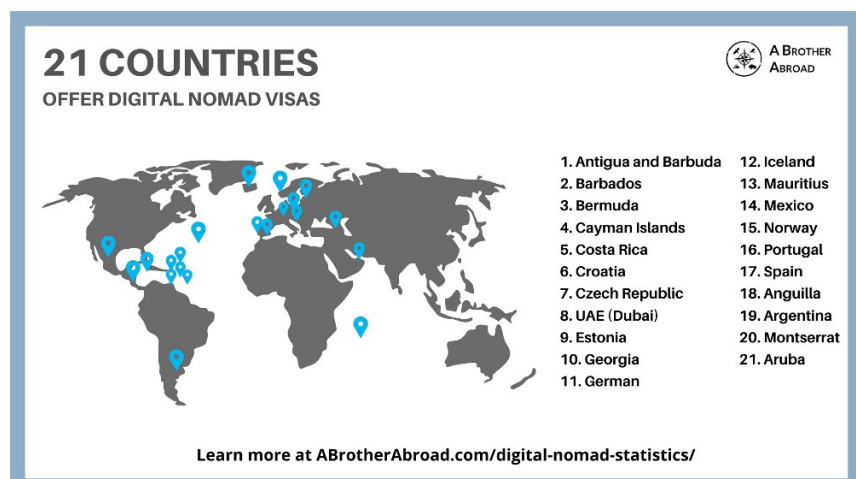 21 COUNTRIES
OFFER DIGITAL NOMAD VISAS
A BROTHER
ABROAD
1. Antigua and Barbuda
2. Barbados
3. Bermuda
4. Cayman Islands
5. Costa Rica
6. Croatia
7. Czech Republic
8. UAE (Dubai)
9. Estonia
10. Georgia
11. German
12. Iceland
13. Mauritius
14. Mexico
15. Norway
16. Portugal
17. Spain
18. Anguilla
19. Argentina
20. Montserrat
21. Aruba
Learn more at ABrotherAbroad.com/digital-nomad-statistics/